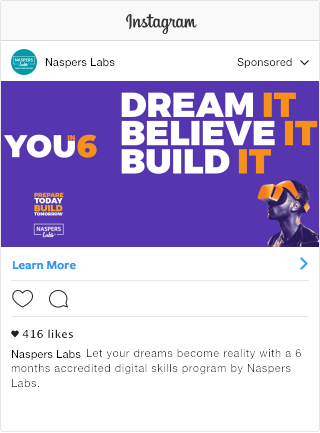 Instagram
NASPERS
Labs
Naspers Labs
Sponsored
YOU IN 6
DREAM IT
BELIEVE IT
BUILD IT
PREPARE
TODAY
BUILD
TOMORROW
NASPERS
Labs
Learn More
416 likes
Naspers Labs Let your dreams become reality with a 6
months accredited digital skills program by Naspers
Labs.